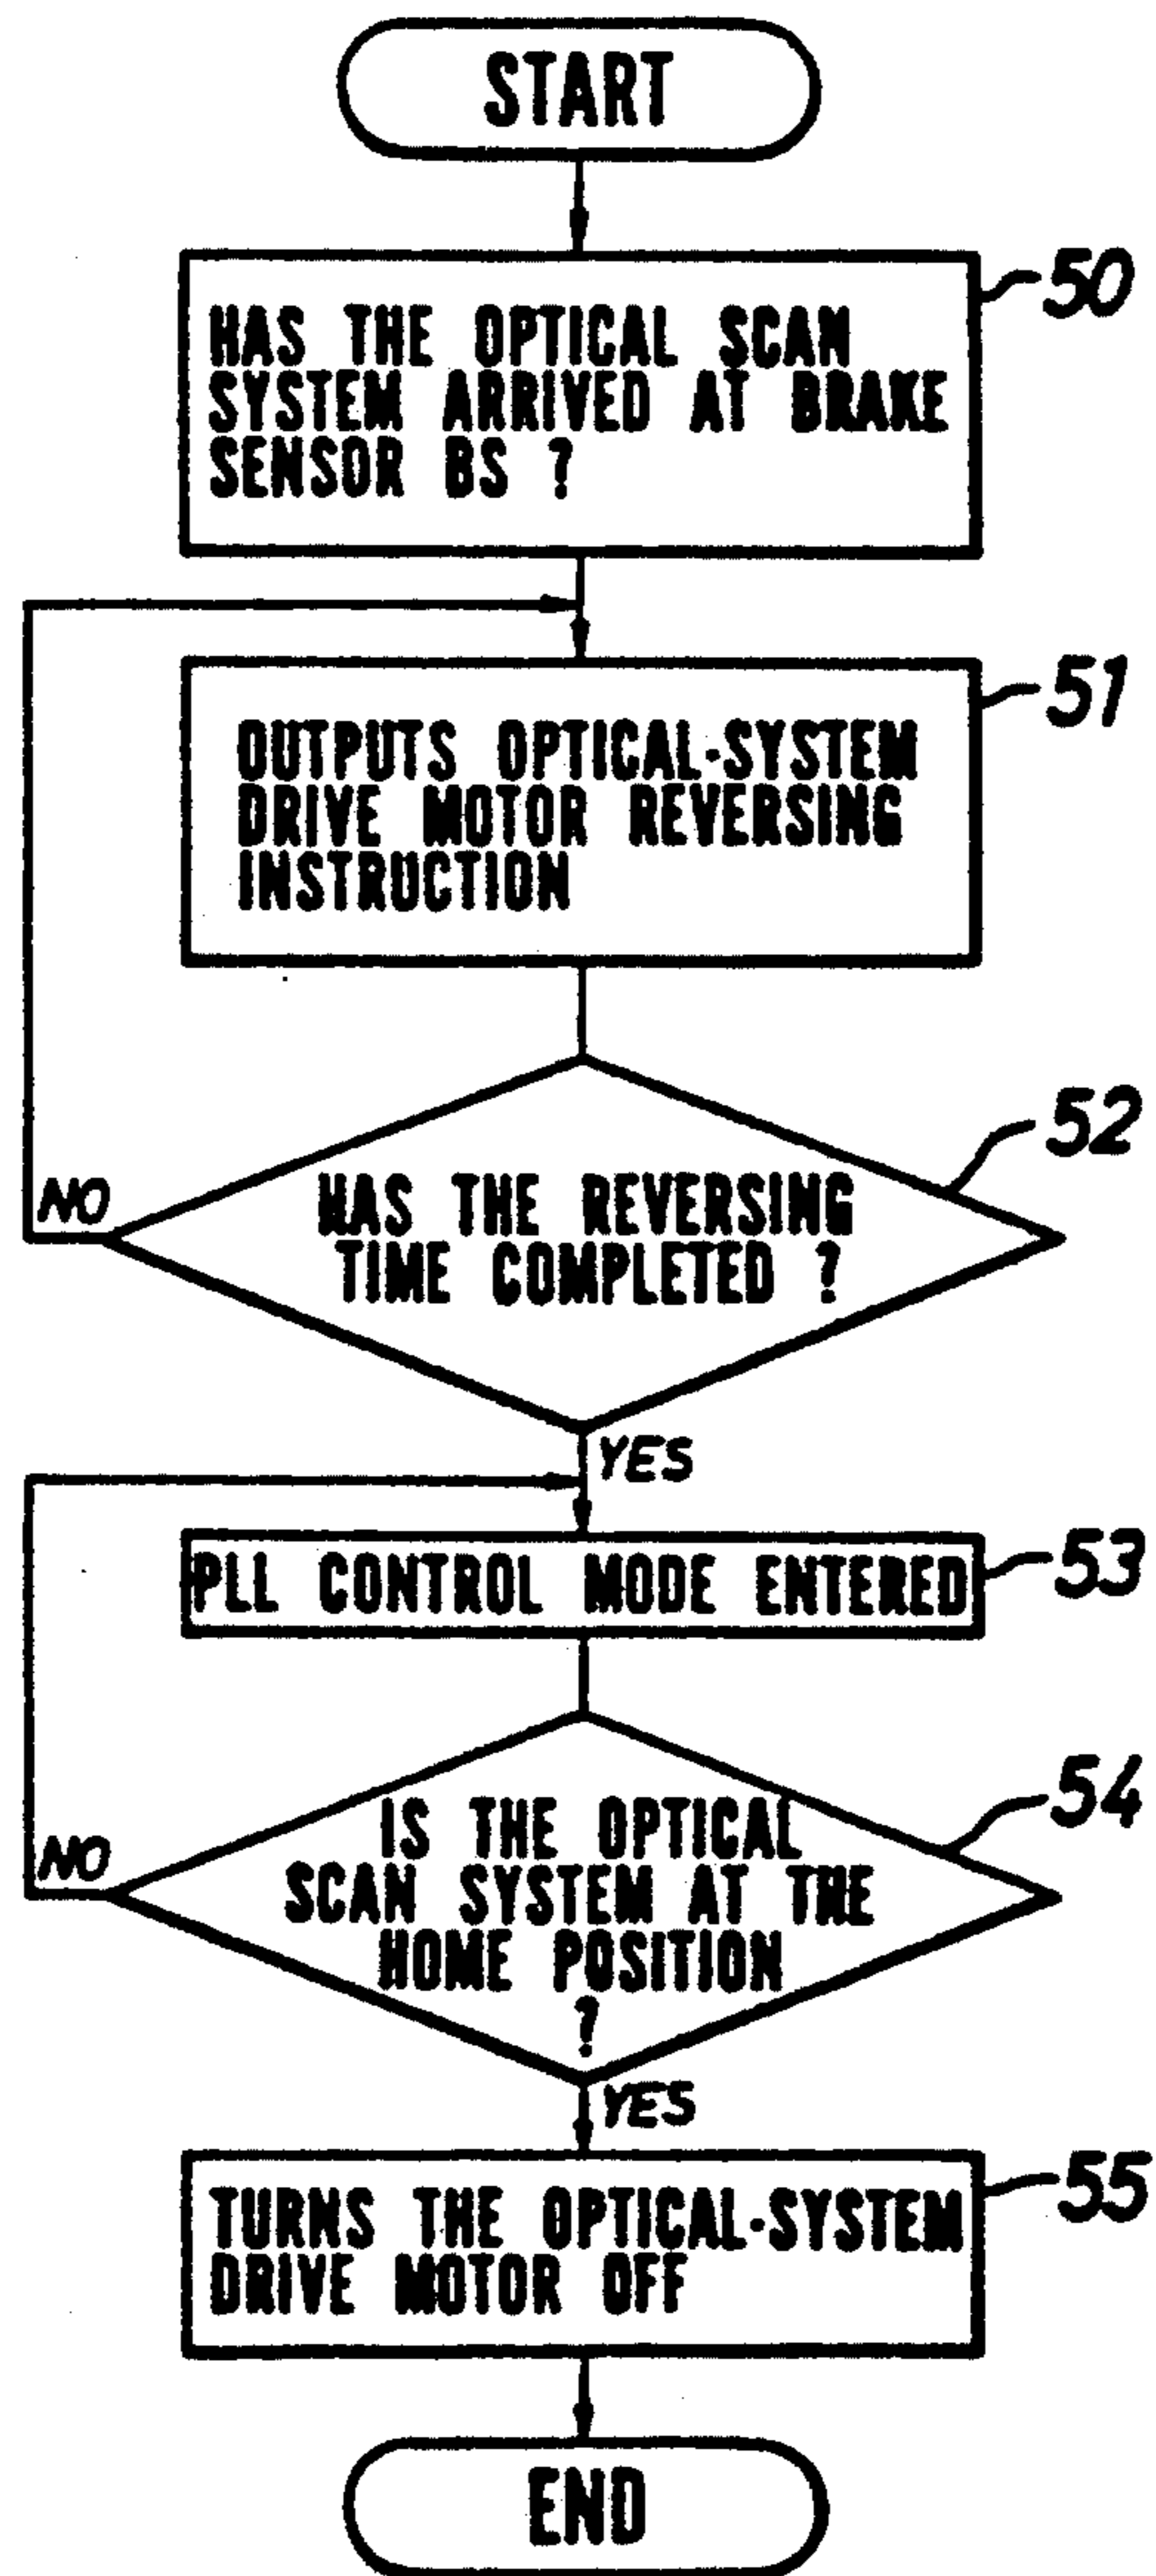 START
50
HAS THE OPTICAL SCAN
SYSTEM ARRIVED AT BRAKE
SENSOR BS ?
51
OUTPUTS OPTICAL-SYSTEM
DRIVE MOTOR REVERSING
INSTRUCTION
52
HAS THE REVERSING
TIME COMPLETED ?
NO
YES
53
PLL CONTROL MODE ENTERED
54
IS THE OPTICAL
SCAN SYSTEM AT THE
HOME POSITION
?
NO
YES
55
TURNS THE OPTICAL-SYSTEM
DRIVE MOTOR OFF
END